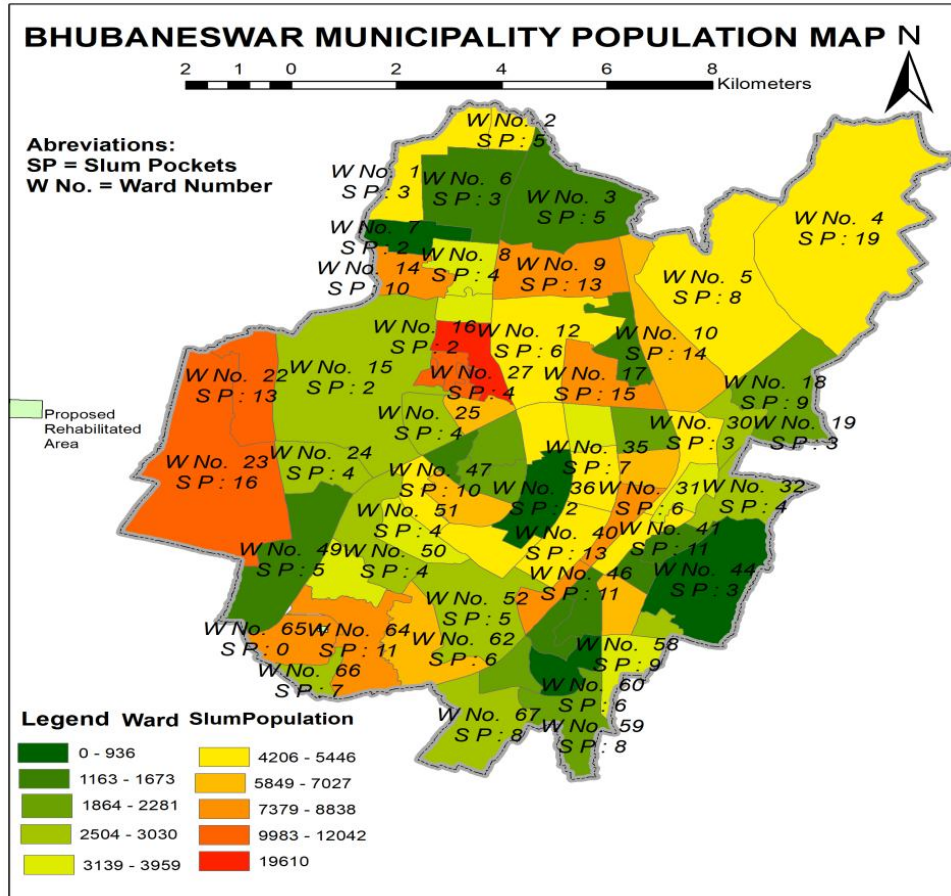 BHUBANESWAR MUNICIPALITY POPULATION MAP
N
2 1 0 2 4 6 8
Kilometers
Abreviations:
SP = Slum Pockets
W No. = Ward Number
W No. 2
S P : 5
W No. 1
S P : 3
W No. 6
S P : 3
W No. 3
S P : 5
W No. 4
S P : 19
W No. 7
S P : 2
W No. 8
S P : 4
W No. 9
S P : 13
W No. 5
S P : 8
W No. 14
S P : 10
W No. 16
S P : 2
W No. 12
S P : 6
W No. 10
S P : 14
W No. 15
S P : 2
W No. 22
S P : 13
W No. 27
S P : 4
W No. 17
S P : 15
W No. 18
S P : 9
W No. 25
S P : 4
W No. 30
S P : 3
W No. 19
S P : 3
Proposed
Rehabilitated
Area
W No. 23
S P : 16
W No. 24
S P : 4
W No. 35
S P : 7
W No. 47
S P : 10
W No. 36
S P : 2
W No. 31
S P : 6
W No. 32
S P : 4
W No. 51
S P : 4
W No. 40
S P : 13
W No. 41
S P : 11
W No. 49
S P : 5
W No. 50
S P : 4
W No. 46
S P : 11
W No. 44
S P : 3
W No. 52
S P : 5
W No. 65
S P : 0
W No. 64
S P : 11
W No. 62
S P : 6
W No. 58
S P : 9
W No. 66
S P : 7
W No. 60
S P : 6
W No. 67
S P : 8
W No. 59
S P : 8
Legend Ward SlumPopulation
0 - 936
1163 - 1673
1864 - 2281
2504 - 3030
3139 - 3959
4206 - 5446
5849 - 7027
7379 - 8838
9983 - 12042
19610